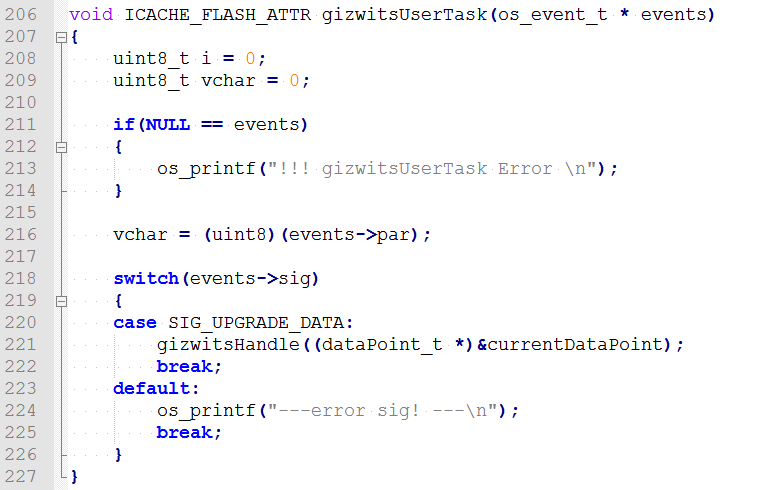 206 void ICACHE_FLASH_ATTR gizwitsUserTask(os_event_t * events)
207 {
208     uint8_t i = 0;
209     uint8_t vchar = 0;
210
211     if(NULL == events)
212     {
213         os_printf("!!! gizwitsUserTask Error \n");
214     }
215
216     vchar = (uint8)(events->par);
217
218     switch(events->sig)
219     {
220     case SIG_UPGRADE_DATA:
221         gizwitsHandle((dataPoint_t *)&currentDataPoint);
222         break;
223     default:
224         os_printf("---error sig! ---\n");
225         break;
226     }
227 }